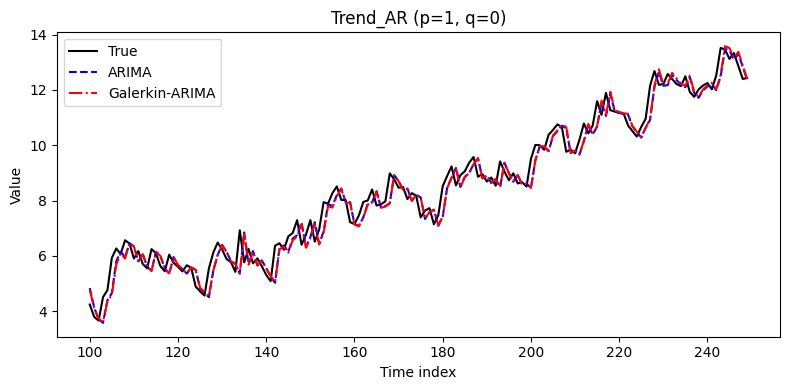 Trend_AR (p=1, q=0)
True
ARIMA
Galerkin-ARIMA
14
12
10
8
6
4
Value
100
120
140
160
180
200
220
240
Time index